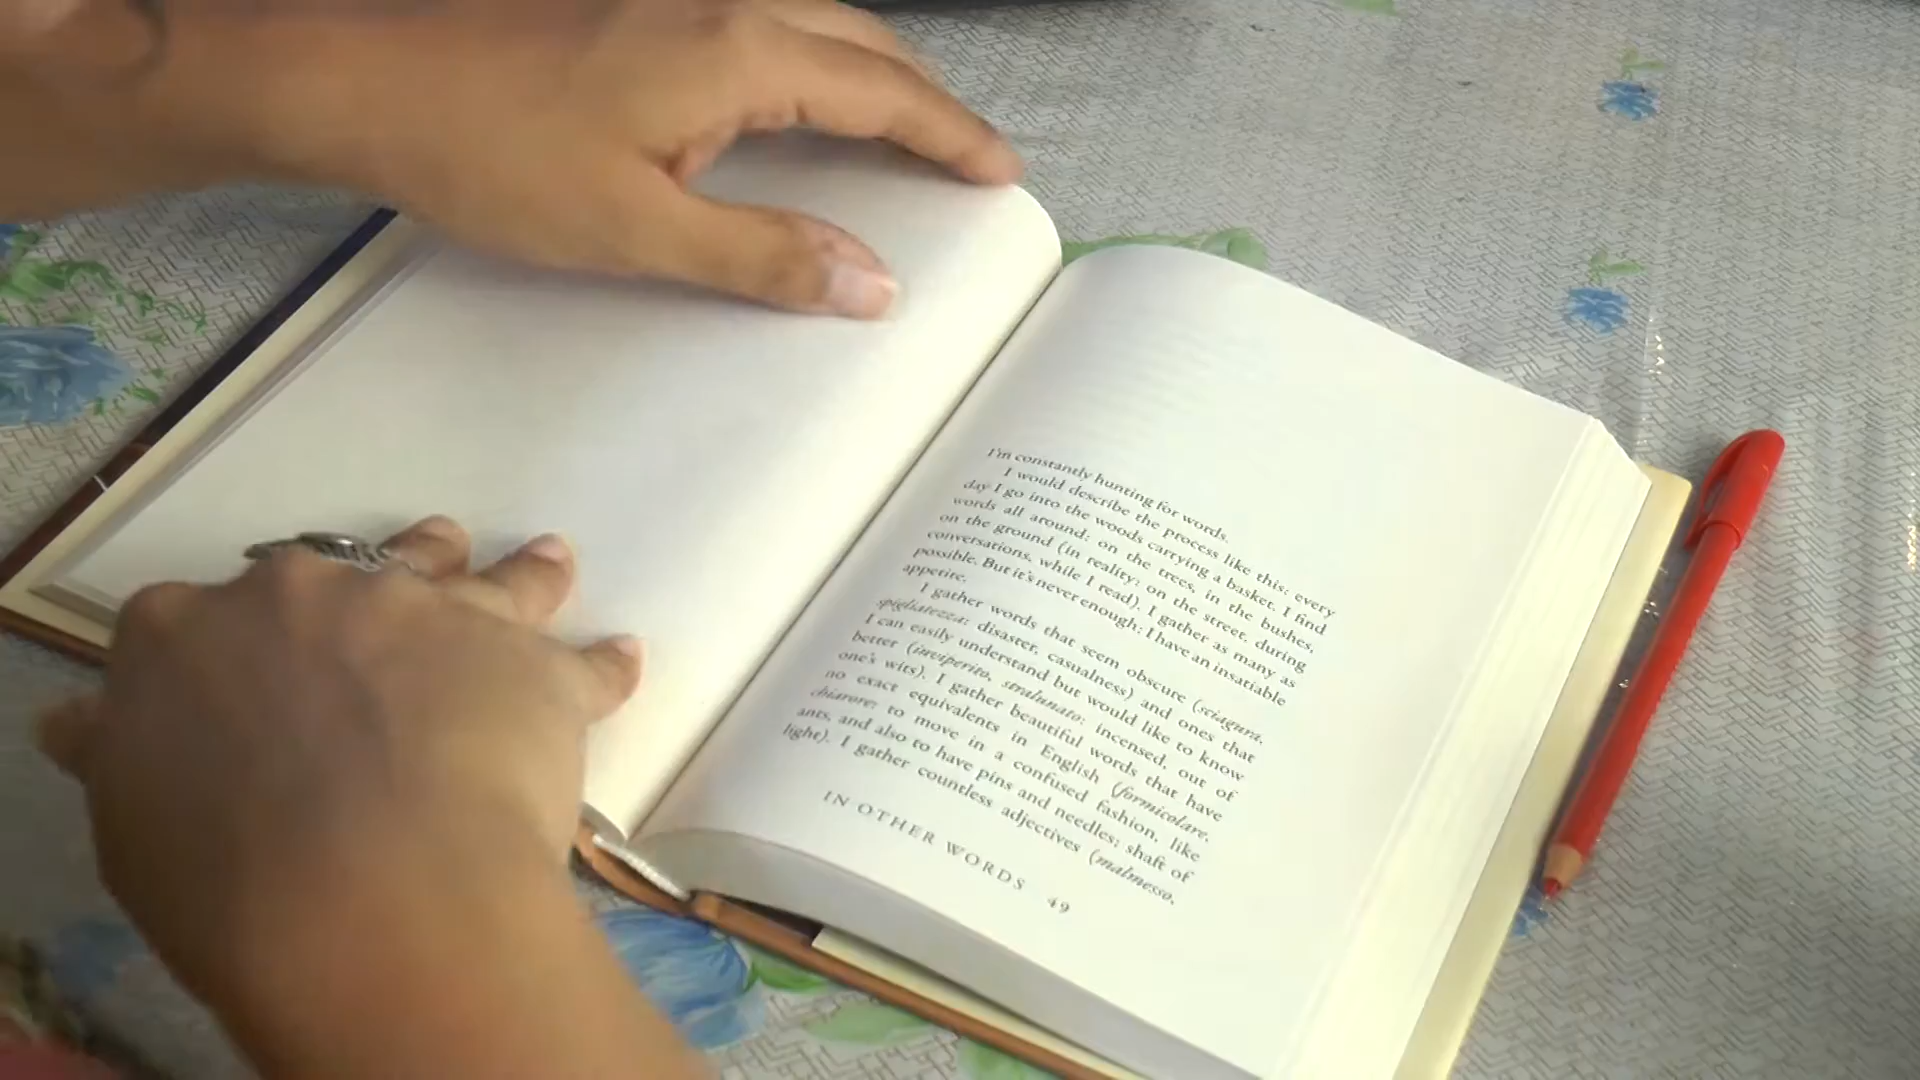 I'm constantly hunting for words.
I would describe the process like this: every
day I go into the woods carrying a basket. I find
words all around: on the trees, in the bushes,
on the ground (in reality: on the street, during
conversations, while I read). I gather as many as
possible. But it's never enough; I have an insatiable
appetite.
I gather words that seem obscure (sciagura,
spigliatezza: disaster, casualness) and ones that
I can easily understand but would like to know
better (inviperito, stralunato: incensed, out of
one's wits). I gather beautiful words that have
no exact equivalents in English (formicolare,
chiarore: to move in a confused fashion, like
ants, and also to have pins and needles; shaft of
light). I gather countless adjectives (malmesso,
IN OTHER WORDS 49